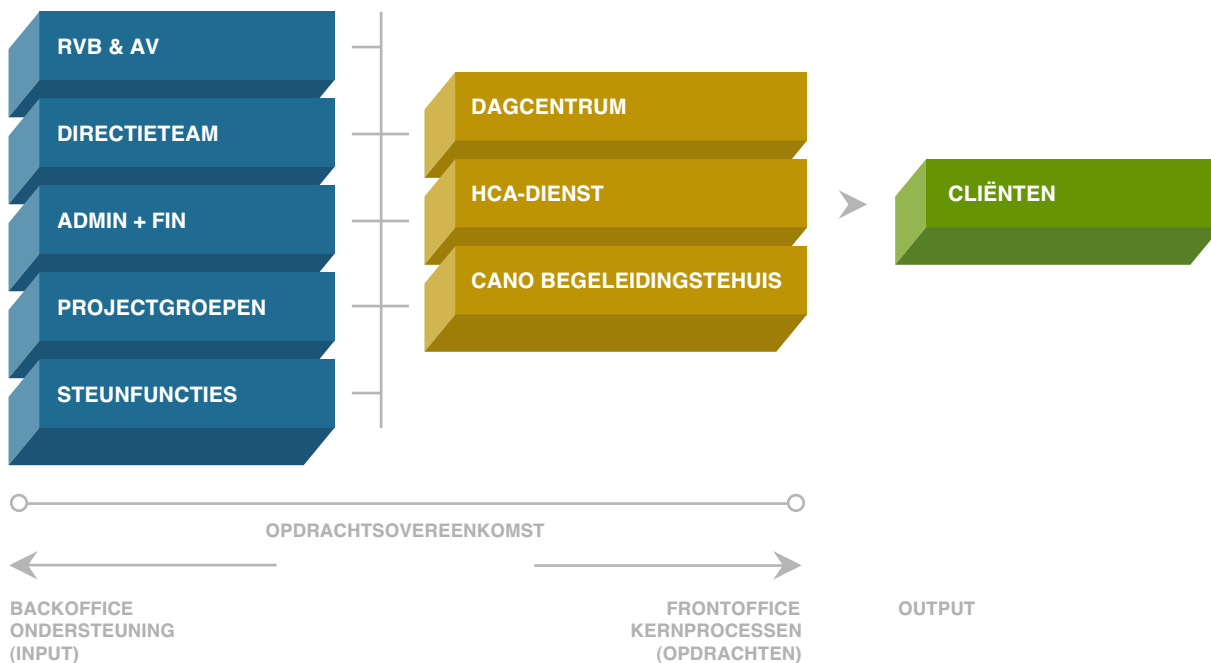 RVB & AV
DIRECTIETEAM
ADMIN + FIN
PROJECTGROEPEN
STEUNFUNCTIES
DAGCENTRUM
HCA-DIENST
CANO BEGELEIDINGSTEHUIS
CLIËNTEN
OPDRACHTSOVEREENKOMST
BACKOFFICE
ONDERSTEUNING
(INPUT)
FRONTOFFICE
KERNPROCESSEN
(OPDRACHTEN)
OUTPUT